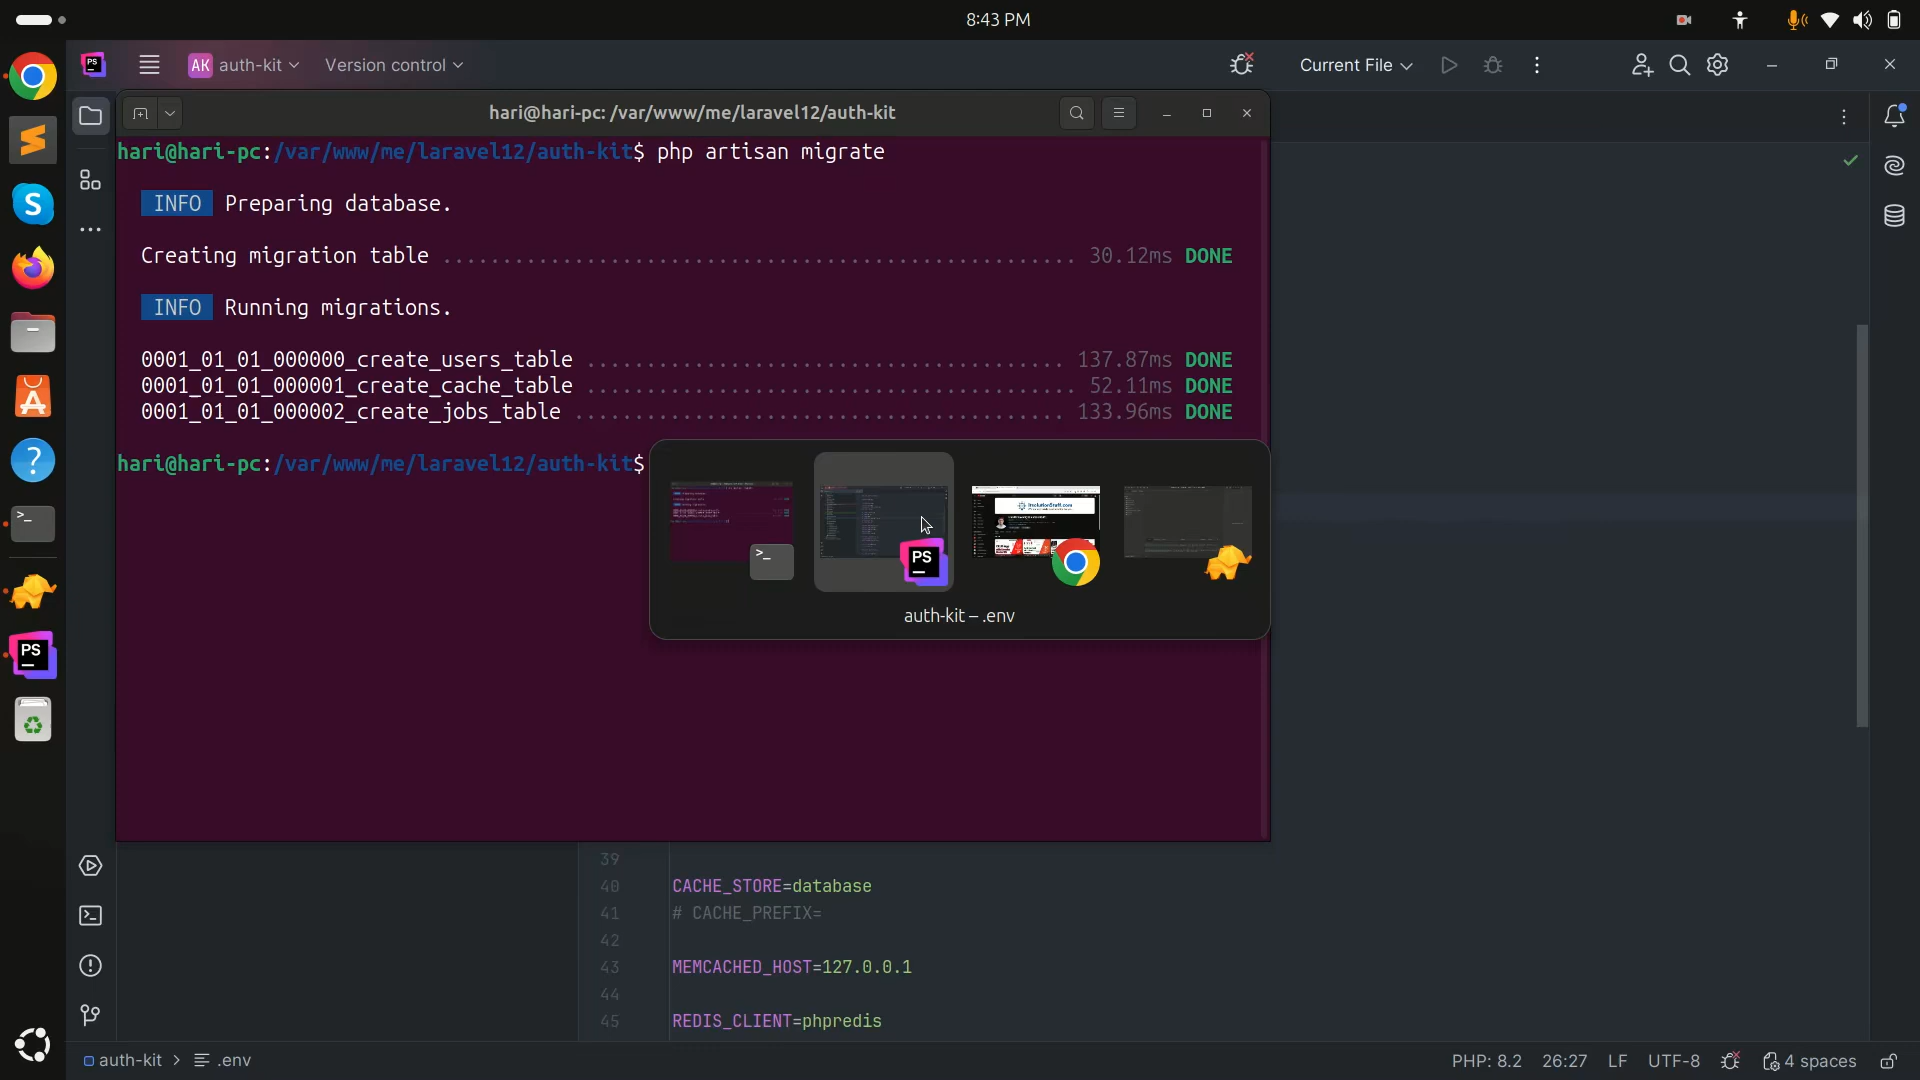 8:43 PM
PS
AK auth-kit
Version control
Current File
hari@hari-pc: /var/www/me/laravel12/auth-kit
hari@hari-pc:/var/www/me/laravel12/auth-kit$ php artisan migrate
INFO Preparing database.
Creating migration table ..................................................... 30.12ms DONE
INFO Running migrations.
0001_01_01_000000_create_users_table ........................................ 137.87ms DONE
0001_01_01_000001_create_cache_table ......................................... 52.11ms DONE
0001_01_01_000002_create_jobs_table ......................................... 133.96ms DONE
hari@hari-pc:/var/www/me/laravel12/auth-kit$
PS
auth-kit – .env
PS
39
40 CACHE_STORE=database
41 # CACHE_PREFIX=
42
43 MEMCACHED_HOST=127.0.0.1
44
45 REDIS_CLIENT=phpredis
auth-kit > .env
PHP: 8.2 26:27 LF UTF-8 4 spaces